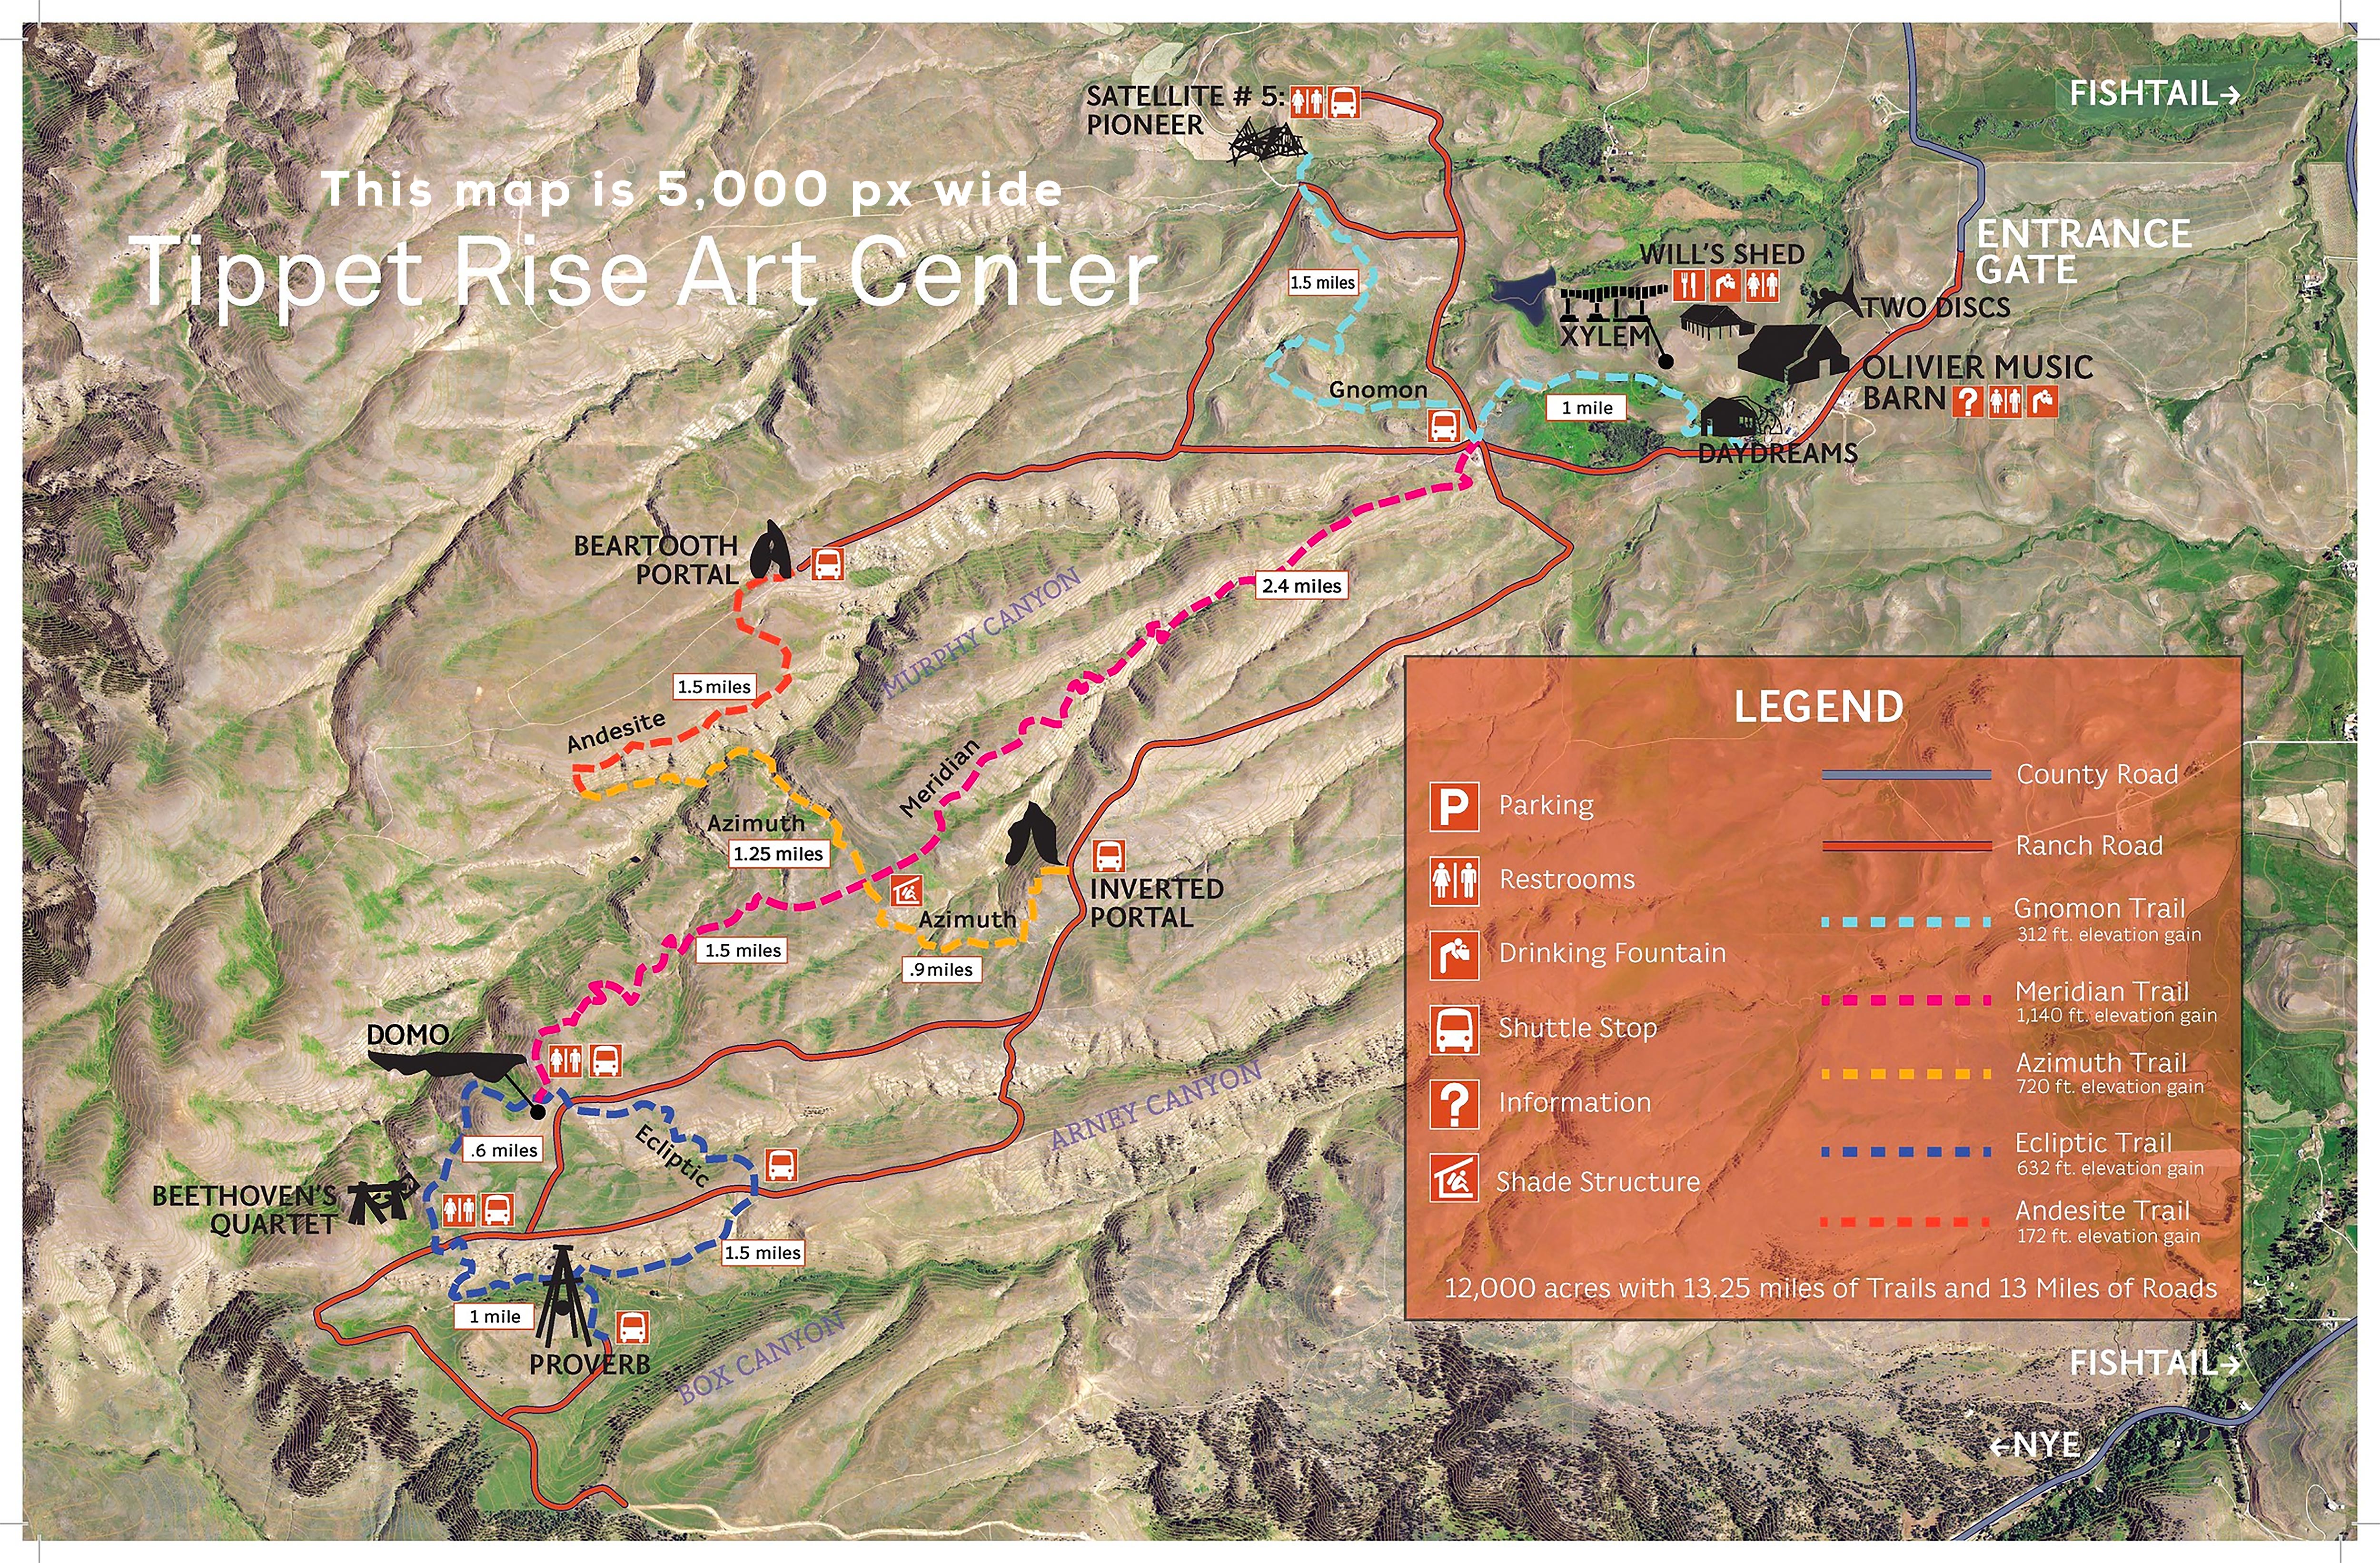 This map is 5,000 px wide
Tippet Rise Art Center
SATELLITE # 5:
PIONEER
FISHTAIL→
ENTRANCE
GATE
WILL'S SHED
TWO DISCS
XYLEM
OLIVIER MUSIC
BARN ?
DAYDREAMS
1.5 miles
Gnomon
1 mile
BEARTOOTH
PORTAL
MURPHY CANYON
2.4 miles
1.5 miles
Andesite
Meridian
Azimuth
1.25 miles
INVERTED
PORTAL
Azimuth
.9 miles
1.5 miles
DOMO
ARNEY CANYON
Ecliptic
.6 miles
BEETHOVEN'S
QUARTET
1.5 miles
1 mile
PROVERB
BOX CANYON
LEGEND
P Parking
Restrooms
Drinking Fountain
Shuttle Stop
? Information
Shade Structure
County Road
Ranch Road
Gnomon Trail
312 ft. elevation gain
Meridian Trail
1,140 ft. elevation gain
Azimuth Trail
720 ft. elevation gain
Ecliptic Trail
632 ft. elevation gain
Andesite Trail
172 ft. elevation gain
12,000 acres with 13.25 miles of Trails and 13 Miles of Roads
FISHTAIL→
←NYE